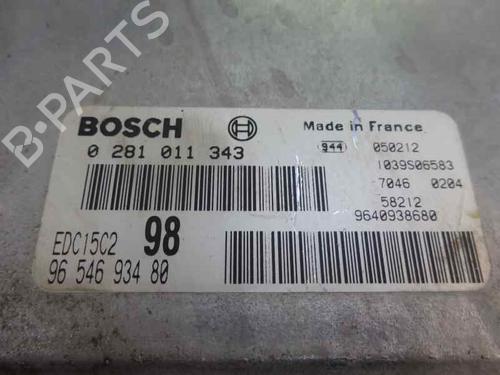 BOSCH
Made in France
0 281 011 343
944 050212
1039S06583
7046 0204
58212
9640938680
EDC15C2 98
96 546 934 80
B-PARTS